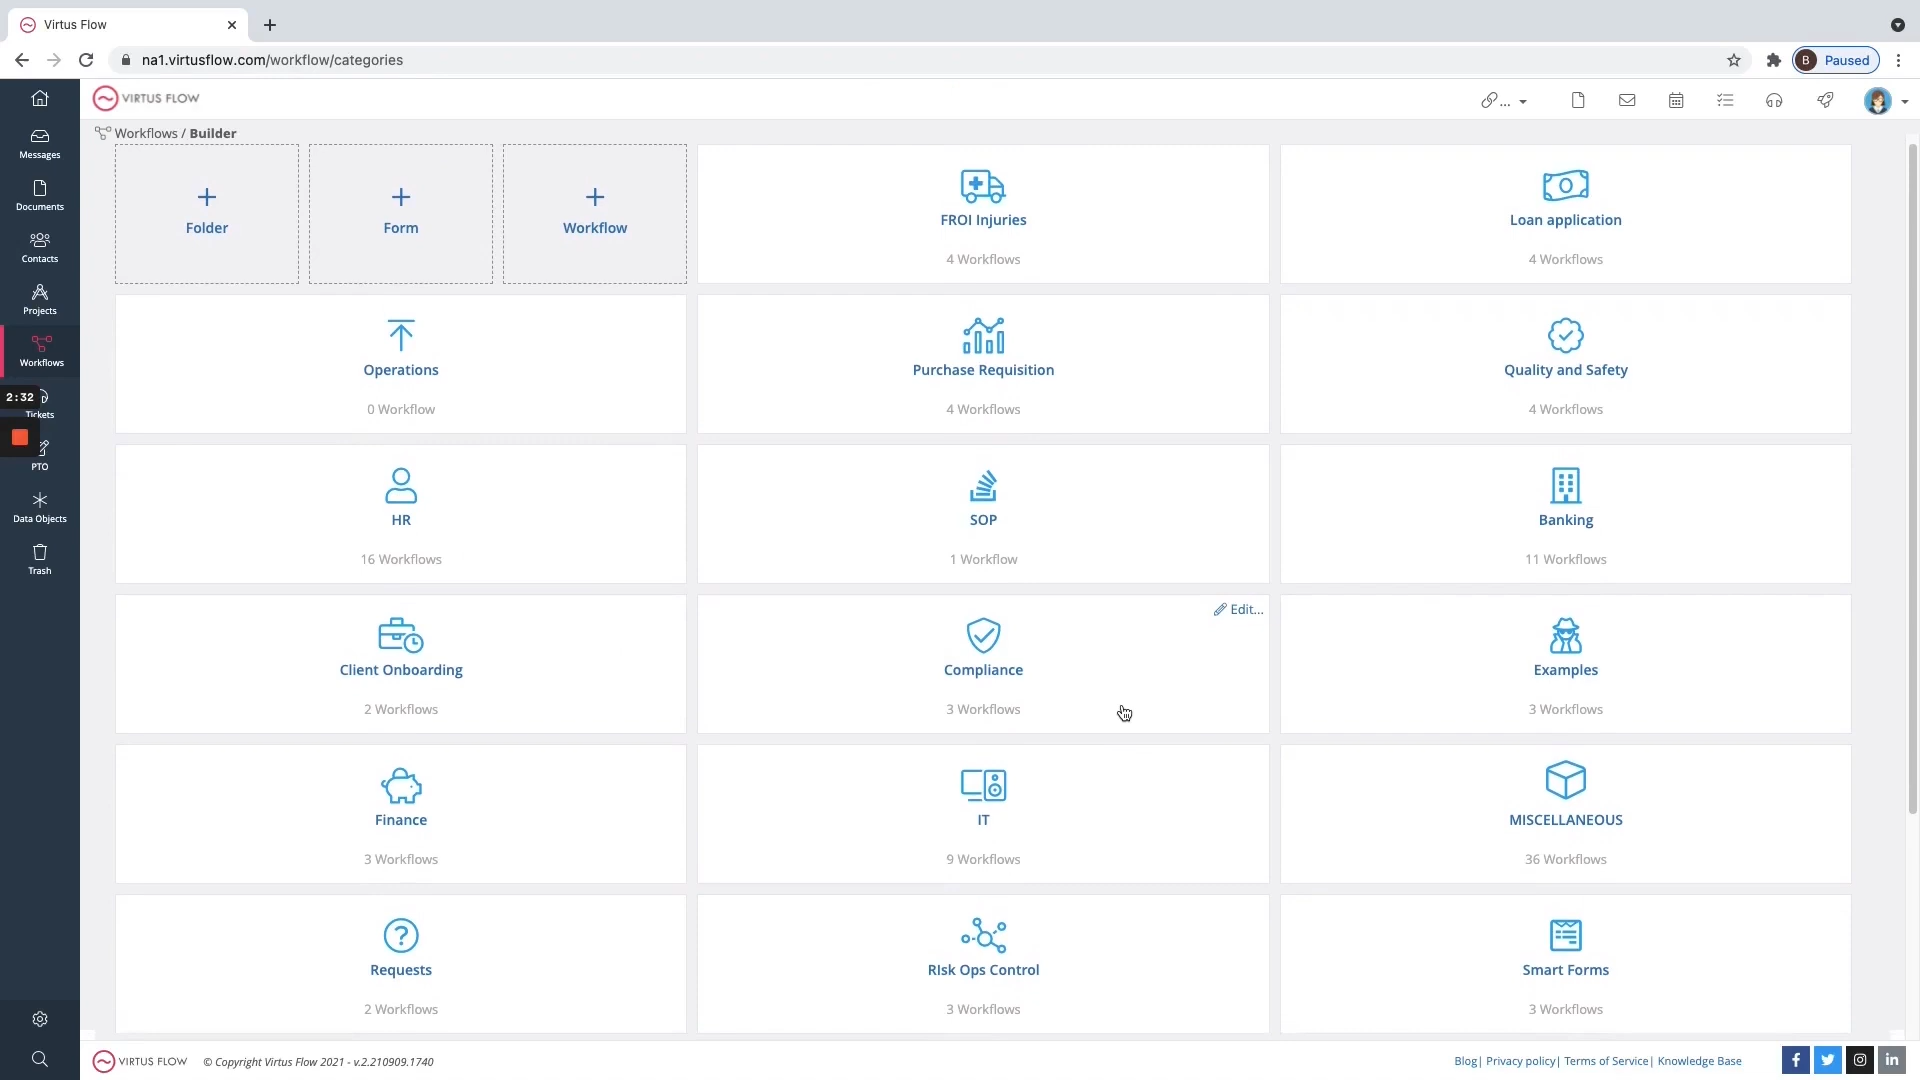 Virtus Flow
na1.virtusflow.com/workflow/categories
B Paused
VIRTUS FLOW
...
Workflows / Builder
Messages
Documents
Contacts
Projects
Workflows
2:32
Tickets
PTO
Data Objects
Trash
Folder
Form
Workflow
FROI Injuries
4 Workflows
Loan application
4 Workflows
Operations
0 Workflow
Purchase Requisition
4 Workflows
Quality and Safety
4 Workflows
HR
16 Workflows
SOP
1 Workflow
Banking
11 Workflows
Client Onboarding
2 Workflows
Edit...
Compliance
3 Workflows
Examples
3 Workflows
Finance
3 Workflows
IT
9 Workflows
MISCELLANEOUS
36 Workflows
Requests
2 Workflows
RIsk Ops Control
3 Workflows
Smart Forms
3 Workflows
VIRTUS FLOW © Copyright Virtus Flow 2021 - v.2.210909.1740
Blog| Privacy policy| Terms of Service| Knowledge Base